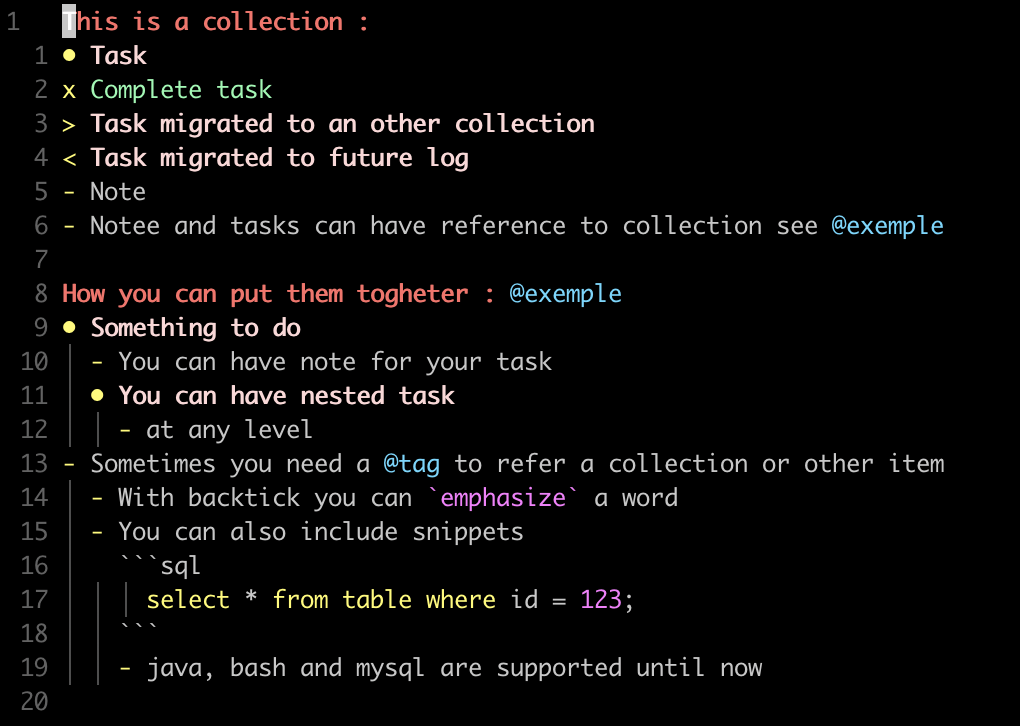 1 This is a collection :
1 ● Task
2 x Complete task
3 > Task migrated to an other collection
4 < Task migrated to future log
5 - Note
6 - Notee and tasks can have reference to collection see @exemple
7
8 How you can put them togheter : @exemple
9 ● Something to do
10 - You can have note for your task
11 ● You can have nested task
12 - at any level
13 - Sometimes you need a @tag to refer a collection or other item
14 - With backtick you can `emphasize` a word
15 - You can also include snippets
16 ```sql
17 select * from table where id = 123;
18 ```
19 - java, bash and mysql are supported until now
20